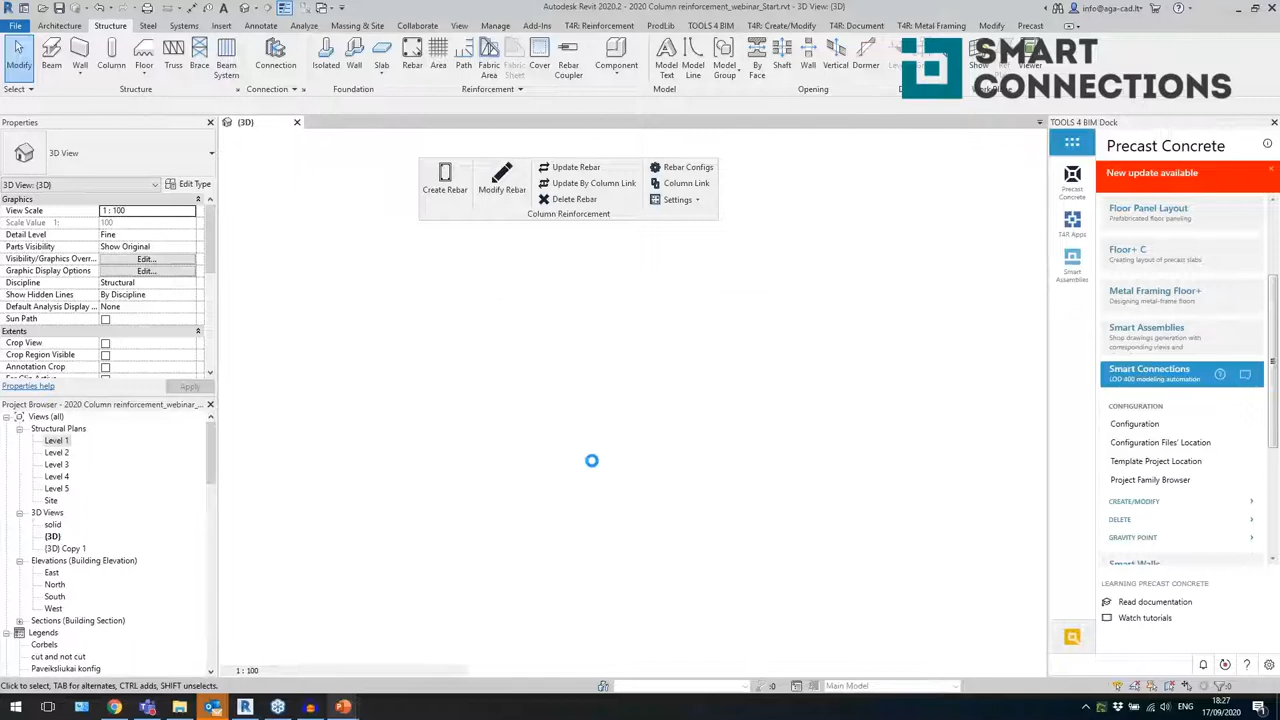 Autodesk Revit 2020.2 - 2020 Column reinforcement_webinar_Start.rvt - 3D View: {3D}
info@aga-cad.lt
File Architecture Structure Steel Systems Insert Annotate Analyze Massing & Site Collaborate View Manage Add-Ins T4R: Reinforcement RebLink Pro TOOLS 4 BIM T4R: Create/Modify T4R: Document T4R: Metal Framing Modify Precast
SMART
CONNECTIONS
Modify Beam Wall Column Floor Truss Brace Beam System Connection Isolated Wall Slab Rebar Area Path Fabric Area Fabric Sheet Cover Rebar Coupler Component Model Text Model Line Model Group By Face Shaft Wall Vertical Dormer Show Viewer
Select Structure Connection Foundation Reinforcement Model Opening
Properties
3D View
3D View: {3D} Edit Type
Graphics
View Scale 1 : 100
Scale Value 1: 100
Detail Level Fine
Parts Visibility Show Original
Visibility/Graphics Over... Edit...
Graphic Display Options Edit...
Discipline Structural
Show Hidden Lines By Discipline
Default Analysis Display ... None
Sun Path
Extents
Crop View
Crop Region Visible
Annotation Crop
Properties help Apply
Project Browser - 2020 Column reinforcement_webinar_...
Views (all)
Structural Plans
Level 1
Level 2
Level 3
Level 4
Level 5
Site
3D Views
solid
{3D}
{3D} Copy 1
Elevations (Building Elevation)
East
North
South
West
Sections (Building Section)
Legends
Corbels
cut and not cut
Paveiksliukai konfig
{3D}
Create Rebar
Modify Rebar
Update Rebar
Update By Column Link
Delete Rebar
Rebar Configs
Column Link
Settings
Column Reinforcement
1 : 100
TOOLS 4 BIM Dock
Precast Concrete
New update available
Precast Concrete
T4R Apps
Smart Assemblies
Floor Panel Layout
Prefabricated floor paneling
Floor+ C
Creating layout of precast slabs
Metal Framing Floor+
Designing metal-frame floors
Smart Assemblies
Shop drawings generation with
corresponding views and
Smart Connections
LOD 400 modeling automation
CONFIGURATION
Configuration
Configuration Files' Location
Template Project Location
Project Family Browser
CREATE/MODIFY
DELETE
GRAVITY POINT
Smart Walls
LEARNING PRECAST CONCRETE
Read documentation
Watch tutorials
Click to select, TAB for alternates, CTRL adds, SHIFT unselects.
:0 Main Model :0
ENG
18:27
17/09/2020